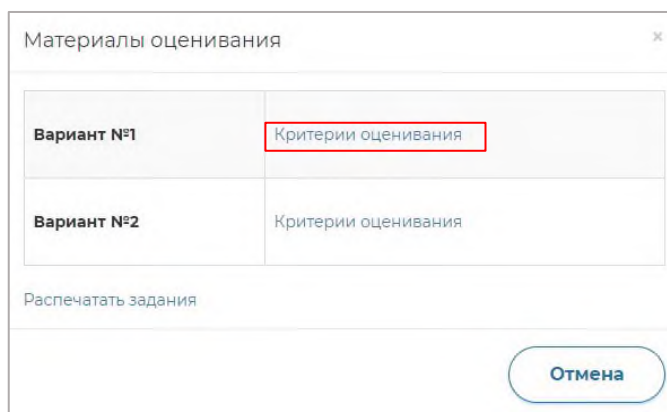 Материалы оценивания ×
Вариант №1 Критерии оценивания
Вариант №2 Критерии оценивания
Распечатать задания
Отмена